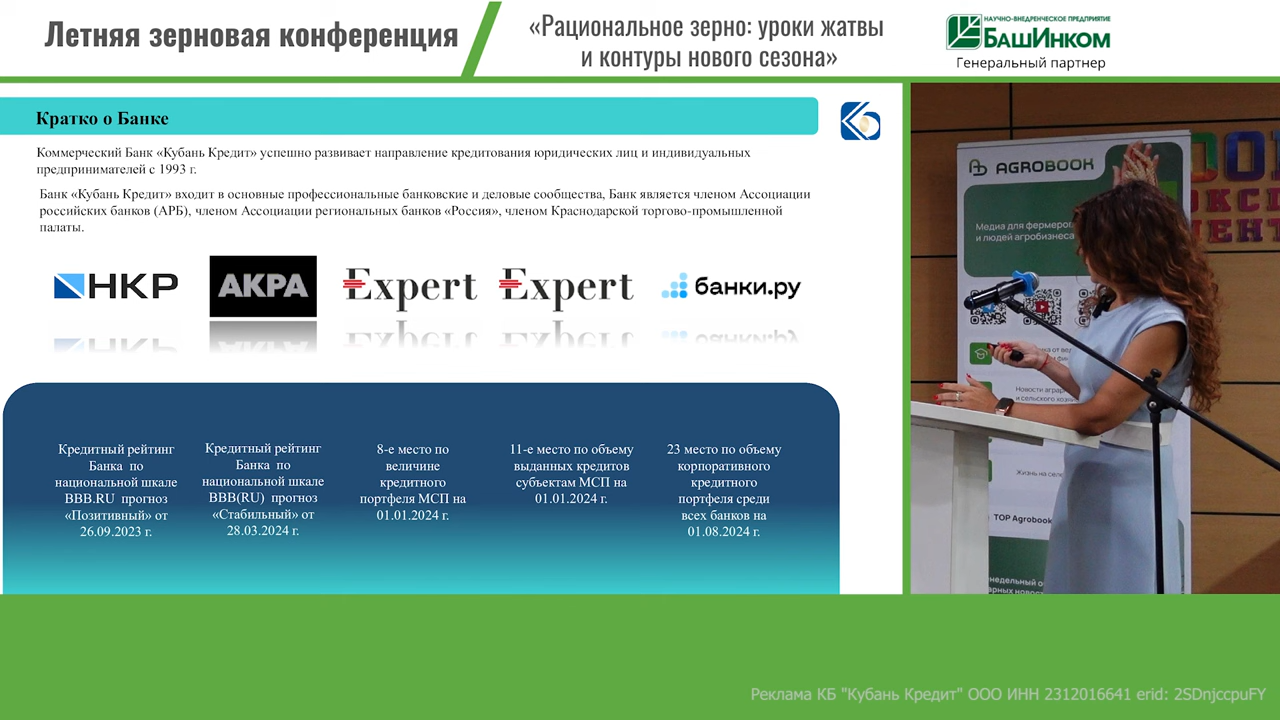 Летняя зерновая конференция
«Рациональное зерно: уроки жатвы
и контуры нового сезона»
НАУЧНО-ВНЕДРЕНЧЕСКОЕ ПРЕДПРИЯТИЕ
БашИнком
Генеральный партнер
Кратко о Банке
Коммерческий Банк «Кубань Кредит» успешно развивает направление кредитования юридических лиц и индивидуальных
предпринимателей с 1993 г.
Банк «Кубань Кредит» входит в основные профессиональные банковские и деловые сообщества, Банк является членом Ассоциации
российских банков (АРБ), членом Ассоциации региональных банков «Россия», членом Краснодарской торгово-промышленной
палаты.
НКР
АКРА
Expert
Expert
банки.ру
Кредитный рейтинг
Банка по
национальной шкале
BBB.RU прогноз
«Позитивный» от
26.09.2023 г.
Кредитный рейтинг
Банка по
национальной шкале
BBB(RU) прогноз
«Стабильный» от
28.03.2024 г.
8-е место по
величине
кредитного
портфеля МСП на
01.01.2024 г.
11-е место по объему
выданных кредитов
субъектам МСП на
01.01.2024 г.
23 место по объему
корпоративного
кредитного
портфеля среди
всех банков на
01.08.2024 г.
AGROBOOK
Медиа для
и людей агробизнеса
Новости
и сельского
Жизнь на
TOP Agrobook
Реклама КБ "Кубань Кредит" ООО ИНН 2312016641 erid: 2SDnjccpuFY